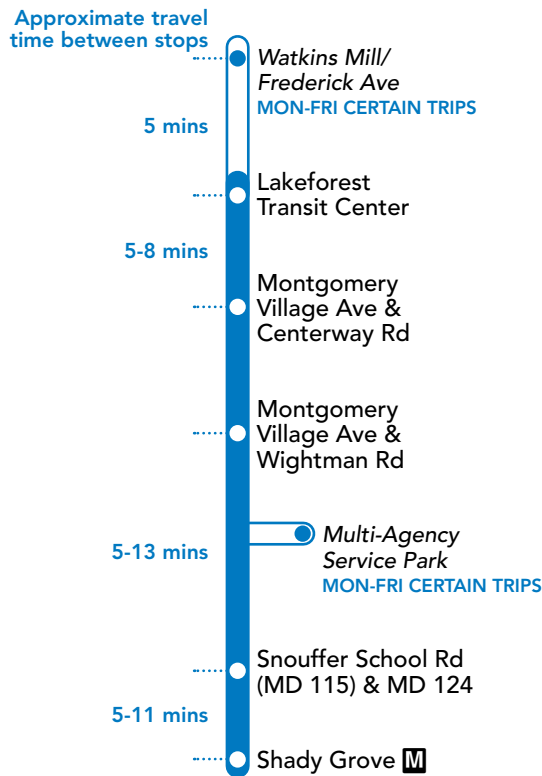 Approximate travel
time between stops
Watkins Mill/
Frederick Ave
MON-FRI CERTAIN TRIPS
5 mins
Lakeforest
Transit Center
5-8 mins
Montgomery
Village Ave &
Centerway Rd
Montgomery
Village Ave &
Wightman Rd
Multi-Agency
Service Park
MON-FRI CERTAIN TRIPS
5-13 mins
Snouffer School Rd
(MD 115) & MD 124
5-11 mins
Shady Grove M